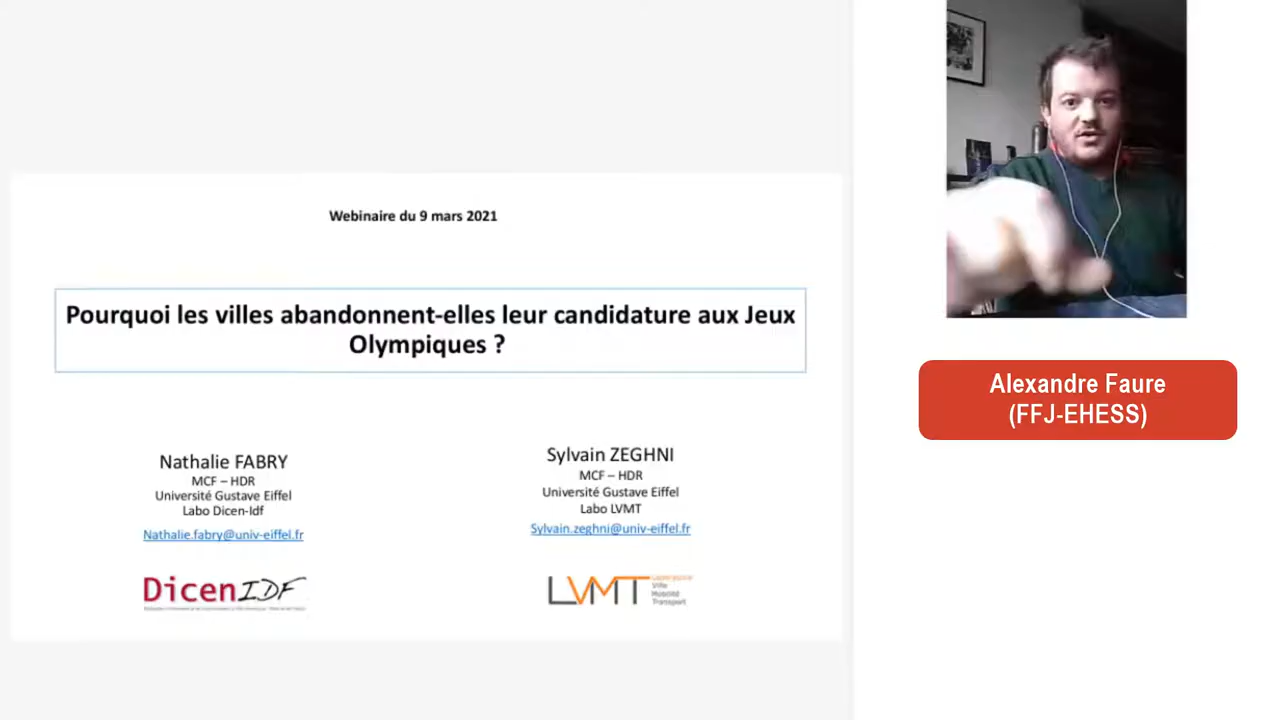 Webinaire du 9 mars 2021
Pourquoi les villes abandonnent-elles leur candidature aux Jeux
Olympiques ?
Nathalie FABRY
MCF – HDR
Université Gustave Eiffel
Labo Dicen-Idf
Nathalie.fabry@univ-eiffel.fr
Dicen IDF
Sylvain ZEGHNI
MCF – HDR
Université Gustave Eiffel
Labo LVMT
Sylvain.zeghni@univ-eiffel.fr
LVMT
Ville
Mobilité
Transport
Alexandre Faure
(FFJ-EHESS)